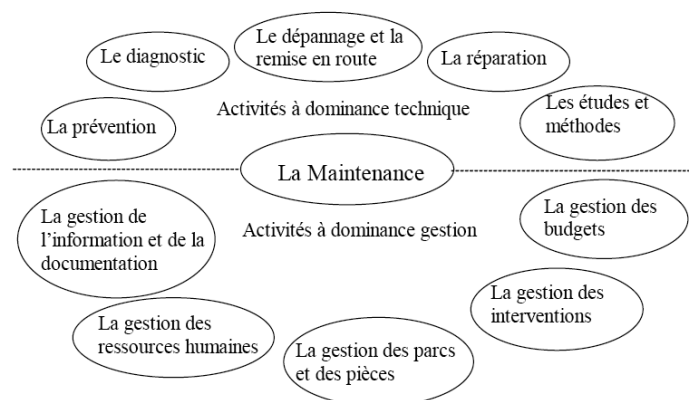 Le diagnostic
Le dépannage et la
remise en route
La réparation
La prévention
Activités à dominance technique
Les études et
méthodes
La Maintenance
La gestion de
l'information et de la
documentation
Activités à dominance gestion
La gestion des
budgets
La gestion des
ressources humaines
La gestion des parcs
et des pièces
La gestion des
interventions